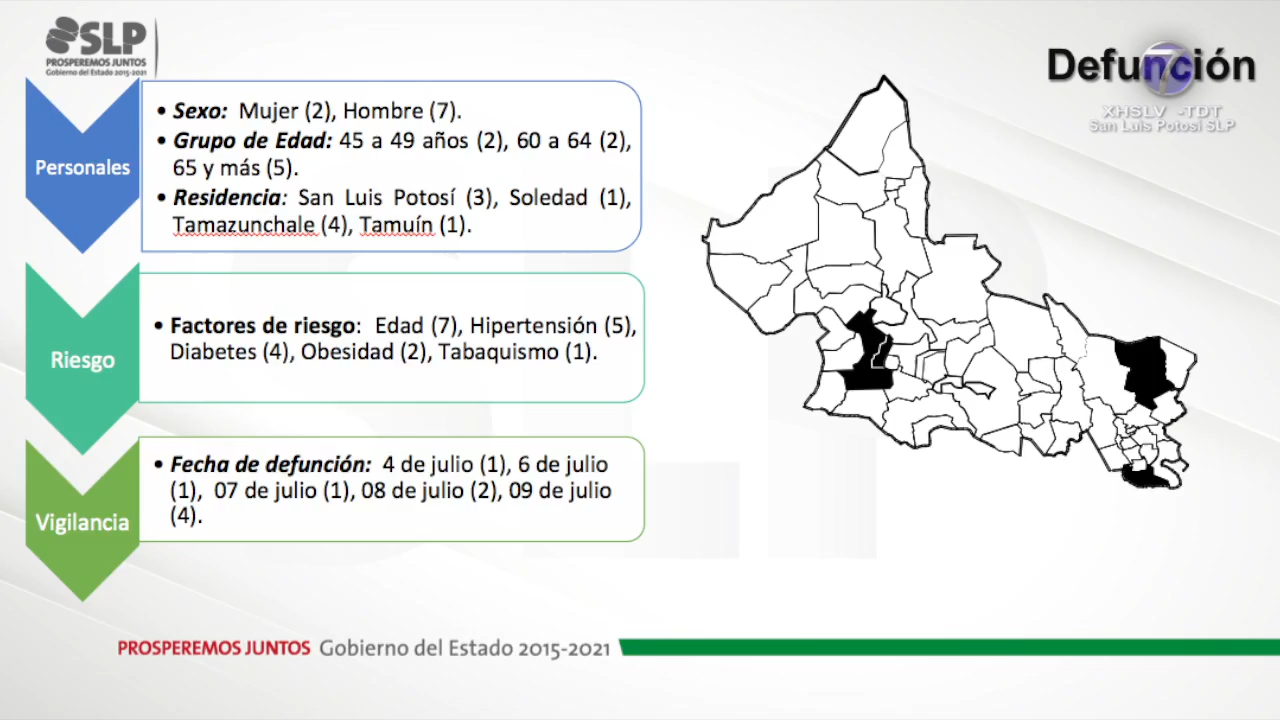 SLP
PROSPEREMOS JUNTOS
Gobierno del Estado 2015-2021
Defunción
7
XHSLV -TDT
San Luis Potosí SLP
Personales
• Sexo: Mujer (2), Hombre (7).
• Grupo de Edad: 45 a 49 años (2), 60 a 64 (2),
65 y más (5).
• Residencia: San Luis Potosí (3), Soledad (1),
Tamazunchale (4), Tamuín (1).
Riesgo
• Factores de riesgo: Edad (7), Hipertensión (5),
Diabetes (4), Obesidad (2), Tabaquismo (1).
Vigilancia
• Fecha de defunción: 4 de julio (1), 6 de julio
(1), 07 de julio (1), 08 de julio (2), 09 de julio
(4).
PROSPEREMOS JUNTOS Gobierno del Estado 2015-2021